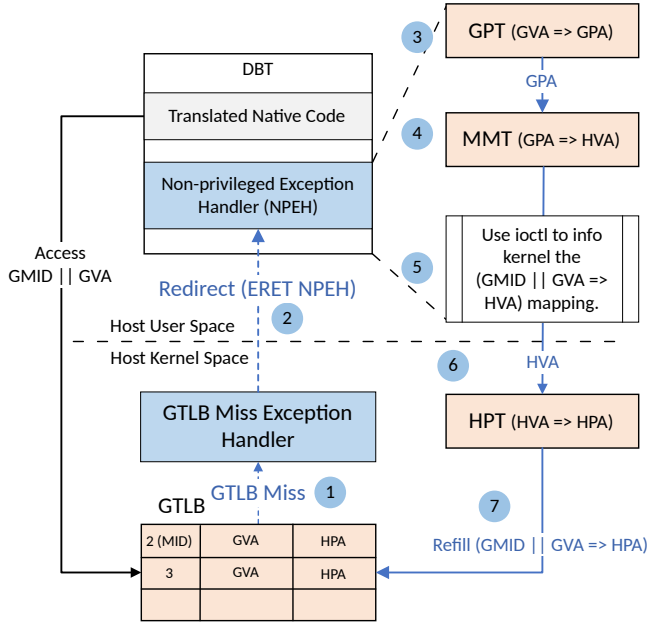 3
GPT (GVA => GPA)
GPA
DBT
Translated Native Code
4
MMT (GPA => HVA)
Non-privileged Exception
Handler (NPEH)
Access
GMID || GVA
Use ioctl to info
kernel the
(GMID || GVA =>
HVA) mapping.
5
Redirect (ERET NPEH)
2
Host User Space
Host Kernel Space
6
HVA
GTLB Miss Exception
Handler
HPT (HVA => HPA)
GTLB Miss
1
GTLB
7
2 (MID) GVA HPA
Refill (GMID || GVA => HPA)
3 GVA HPA